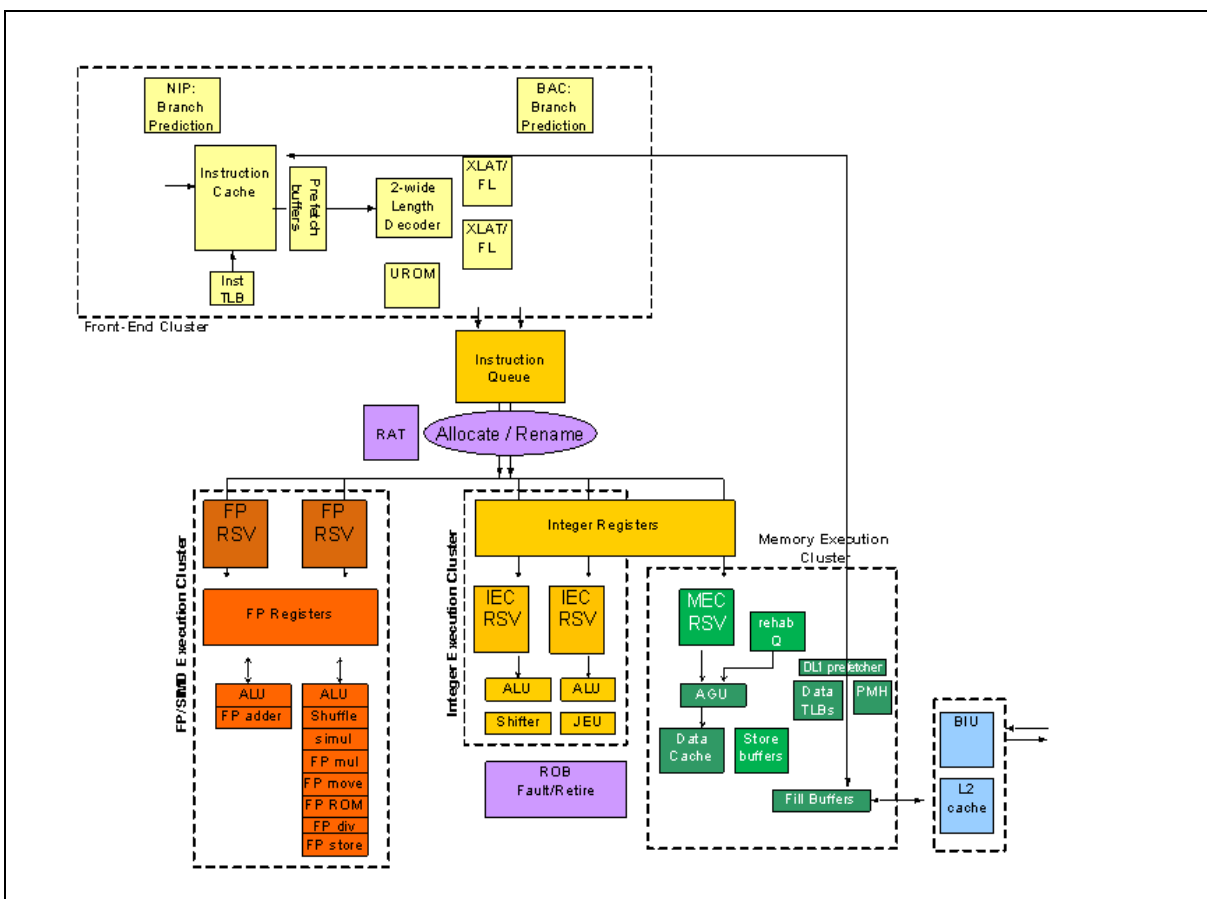 NIP:
Branch
Prediction
BAC:
Branch
Prediction
Instruction
Cache
Prefetch
buffers
2-wide
Length
Decoder
XLAT/
FL
XLAT/
FL
UROM
Inst
TLB
Front-End Cluster
Instruction
Queue
RAT
Allocate / Rename
FP/SIMD Execution Cluster
FP
RSV
FP
RSV
FP Registers
ALU
FP adder
ALU
Shuffle
simul
FP mul
FP move
FP ROM
FP div
FP store
Integer Execution Cluster
Integer Registers
IEC
RSV
IEC
RSV
ALU
Shifter
ALU
JEU
ROB
Fault/Retire
Memory Execution
Cluster
MEC
RSV
rehab
Q
DL1 prefetcher
AGU
Data
TLBs
PMH
Data
Cache
Store
buffers
Fill Buffers
BIU
L2
cache